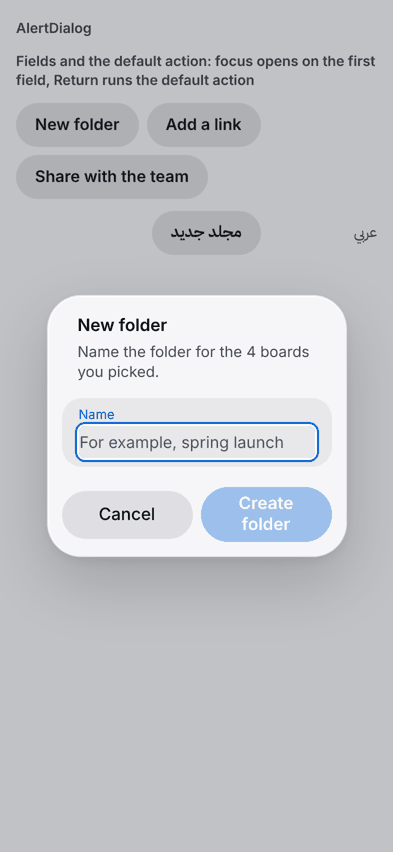 AlertDialog
Fields and the default action: focus opens on the first
field, Return runs the default action
New folder
Add a link
Share with the team
عربي
مجلد جديد
New folder
Name the folder for the 4 boards
you picked.
Name
For example, spring launch
Cancel
Create
folder